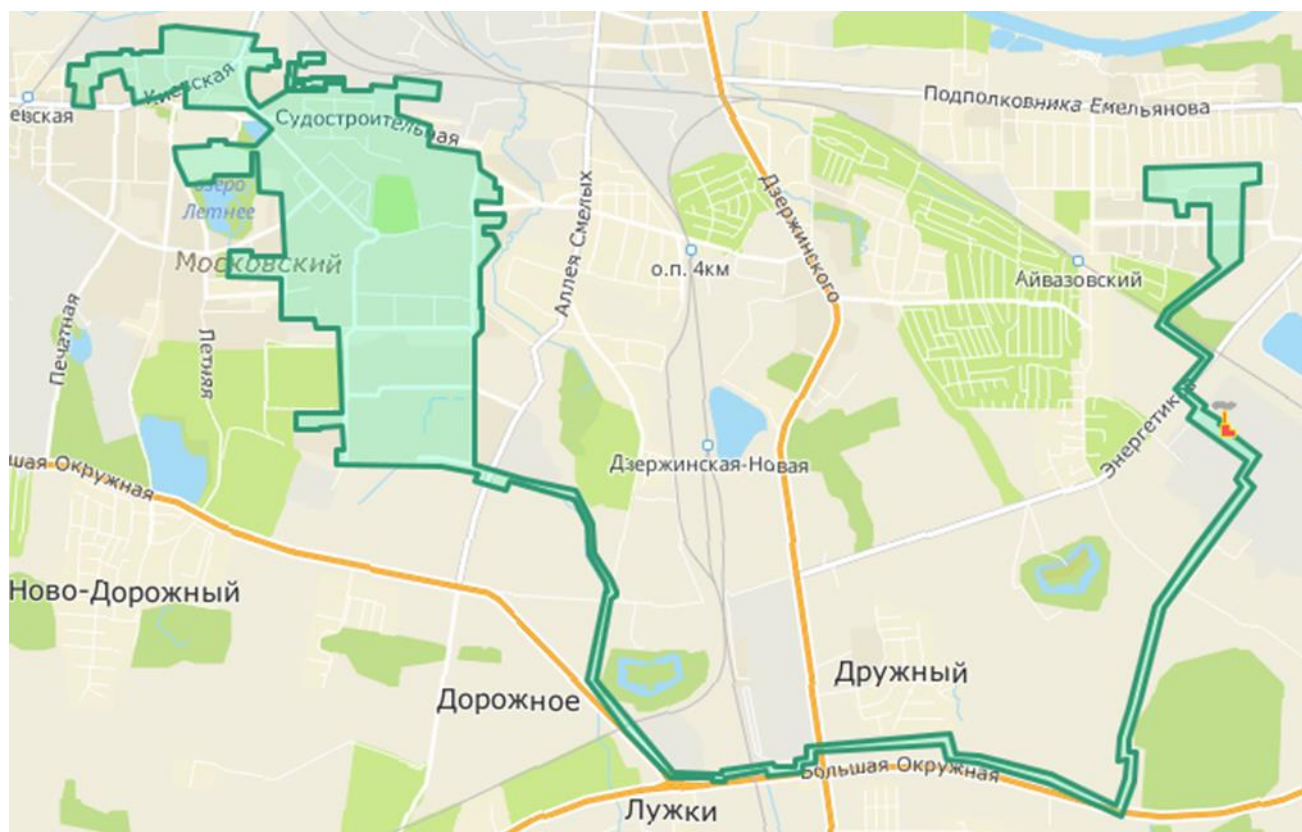 Киевская
евская
Судостроительная
Подполковника Емельянова
озеро
Летнее
Московский
Аллея Смелых
Дзержинского
о.п. 4км
Айвазовский
Печатная
Летняя
Энергетиков
шая Окружная
Дзержинская-Новая
Ново-Дорожный
Дорожное
Дружный
Большая Окружная
Лужки